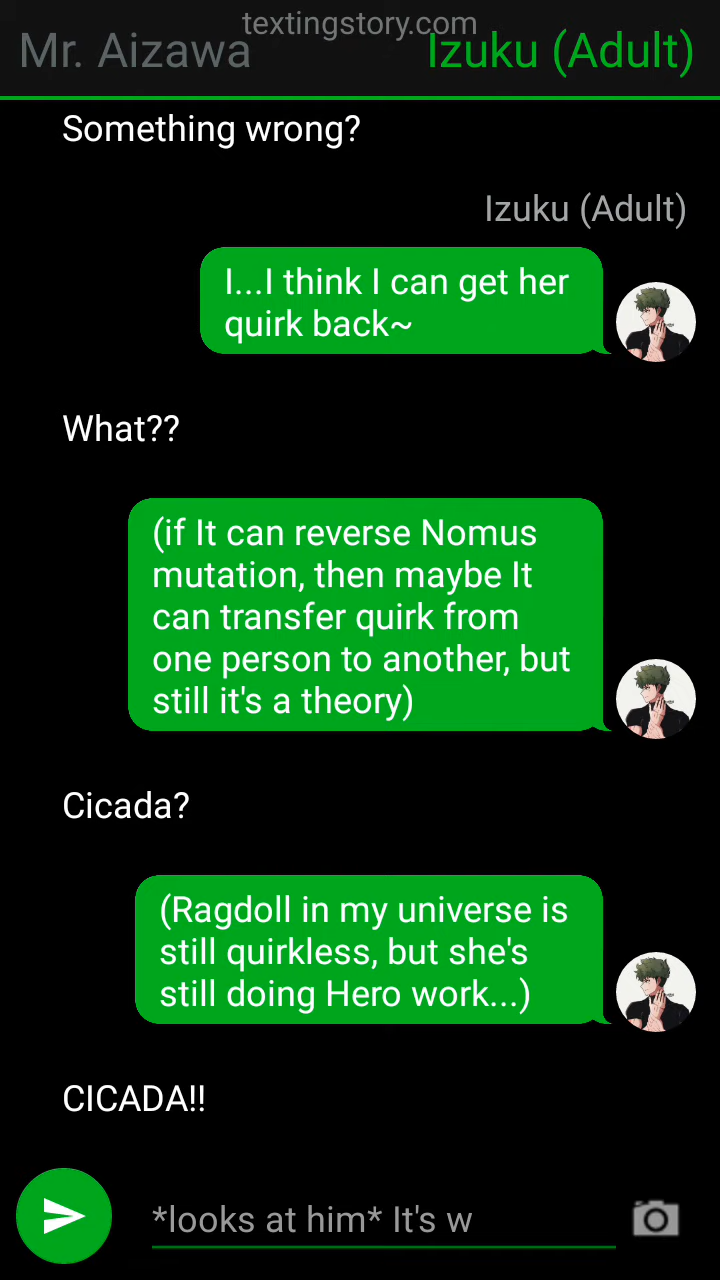 textingstory.com
Mr. Aizawa
Izuku (Adult)
Something wrong?
Izuku (Adult)
I...I think I can get her
quirk back~
What??
(if It can reverse Nomus
mutation, then maybe It
can transfer quirk from
one person to another, but
still it's a theory)
Cicada?
(Ragdoll in my universe is
still quirkless, but she's
still doing Hero work...)
CICADA!!
*looks at him* It's w